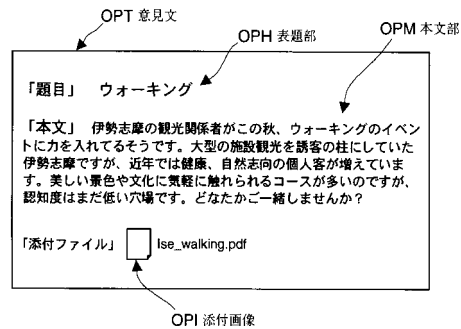 OPT 意見文
OPH 表題部
OPM 本文部
「題目」 ウォーキング
「本文」 伊勢志摩の観光関係者がこの秋、ウォーキングのイベン
トに力を入れてるそうです。大型の施設観光を誘客の柱にしていた
伊勢志摩ですが、近年では健康、自然志向の個人客が増えていま
す。美しい景色や文化に気軽に触れられるコースが多いのですが、
認知度はまだ低い穴場です。どなたかご一緒しませんか？
「添付ファイル」 Ise_walking.pdf
OPI 添付画像